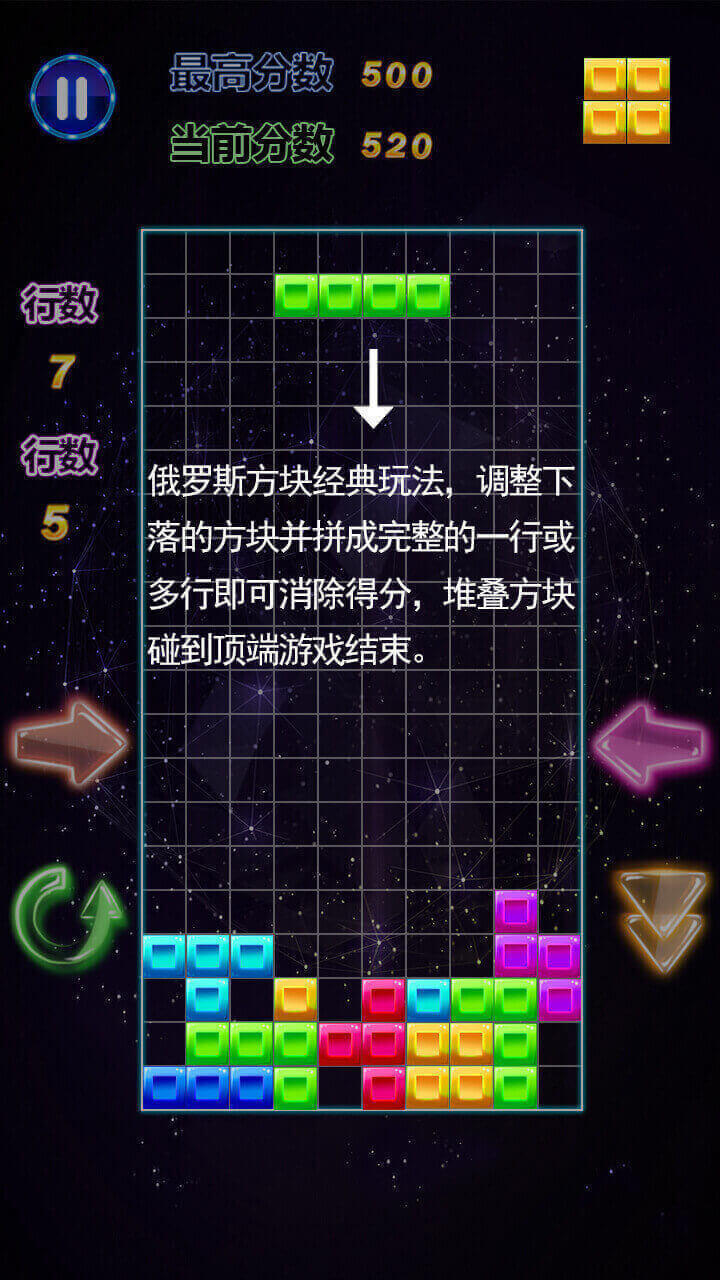 最高分数 500
当前分数 520
行数
7
行数
5
俄罗斯方块经典玩法，调整下
落的方块并拼成完整的一行或
多行即可消除得分，堆叠方块
碰到顶端游戏结束。